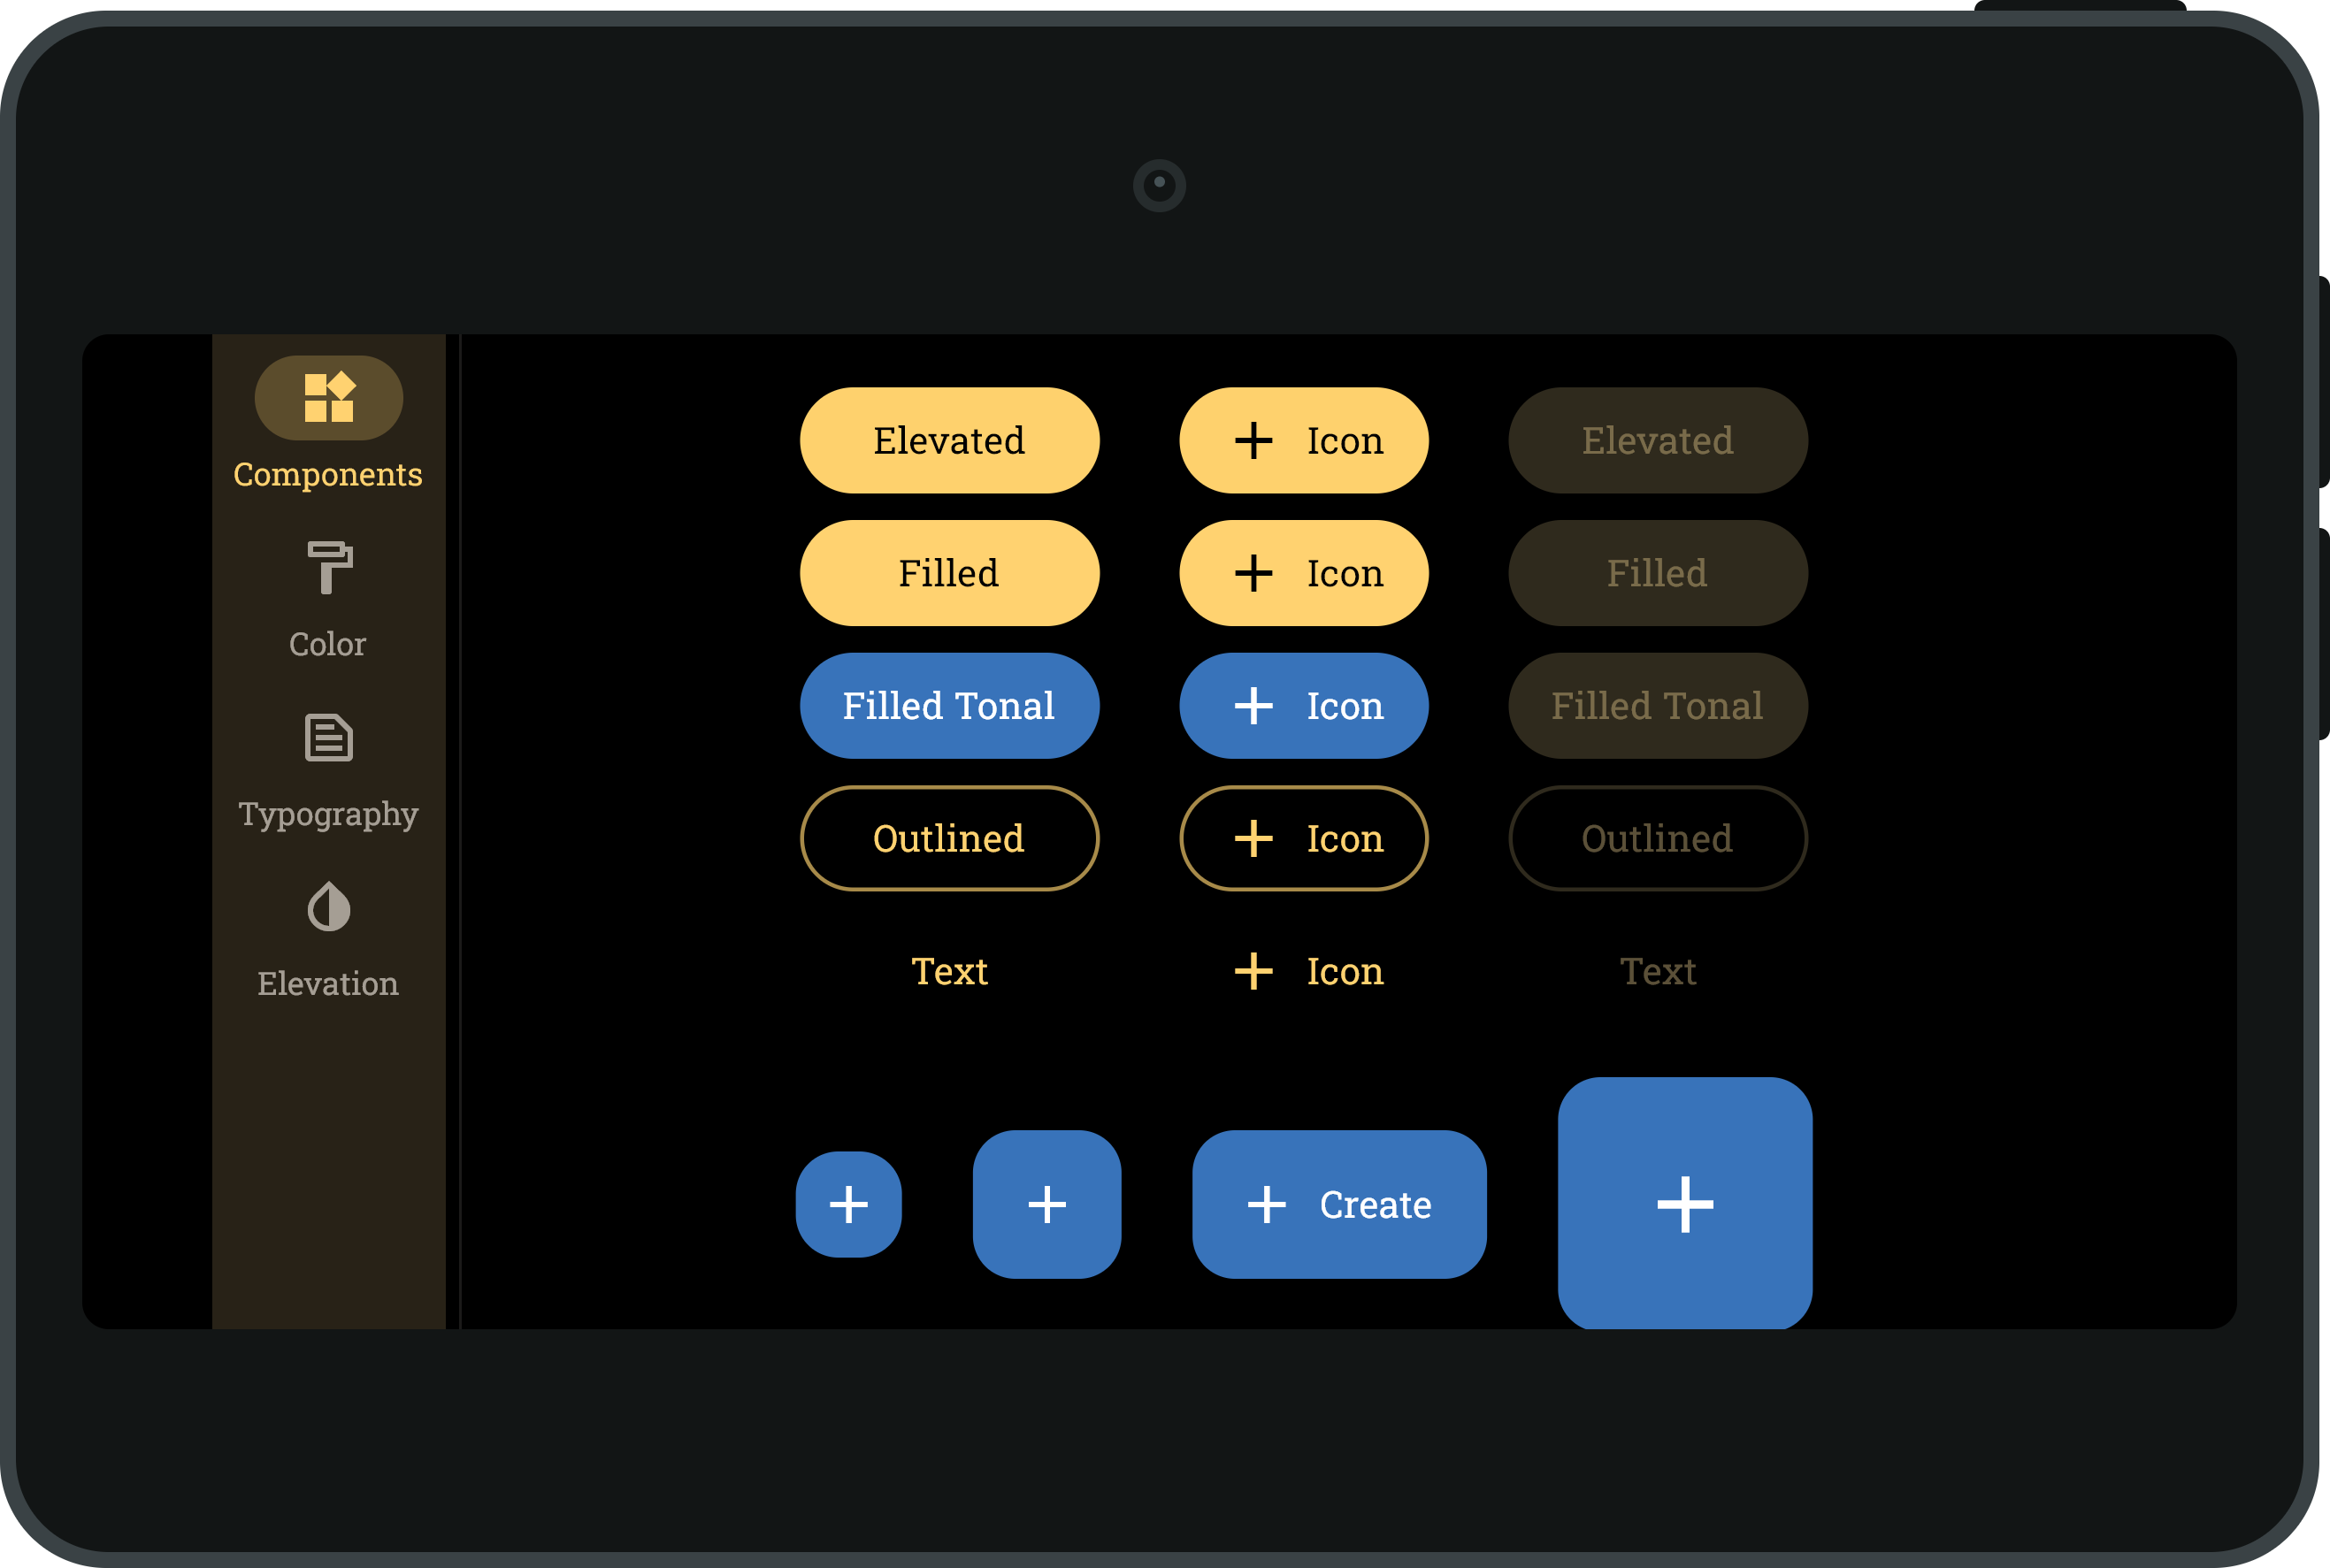 Components
Color
Typography
Elevation
Elevated Icon Elevated
Filled Icon Filled
Filled Tonal Icon Filled Tonal
Outlined Icon Outlined
Text Icon Text
Create